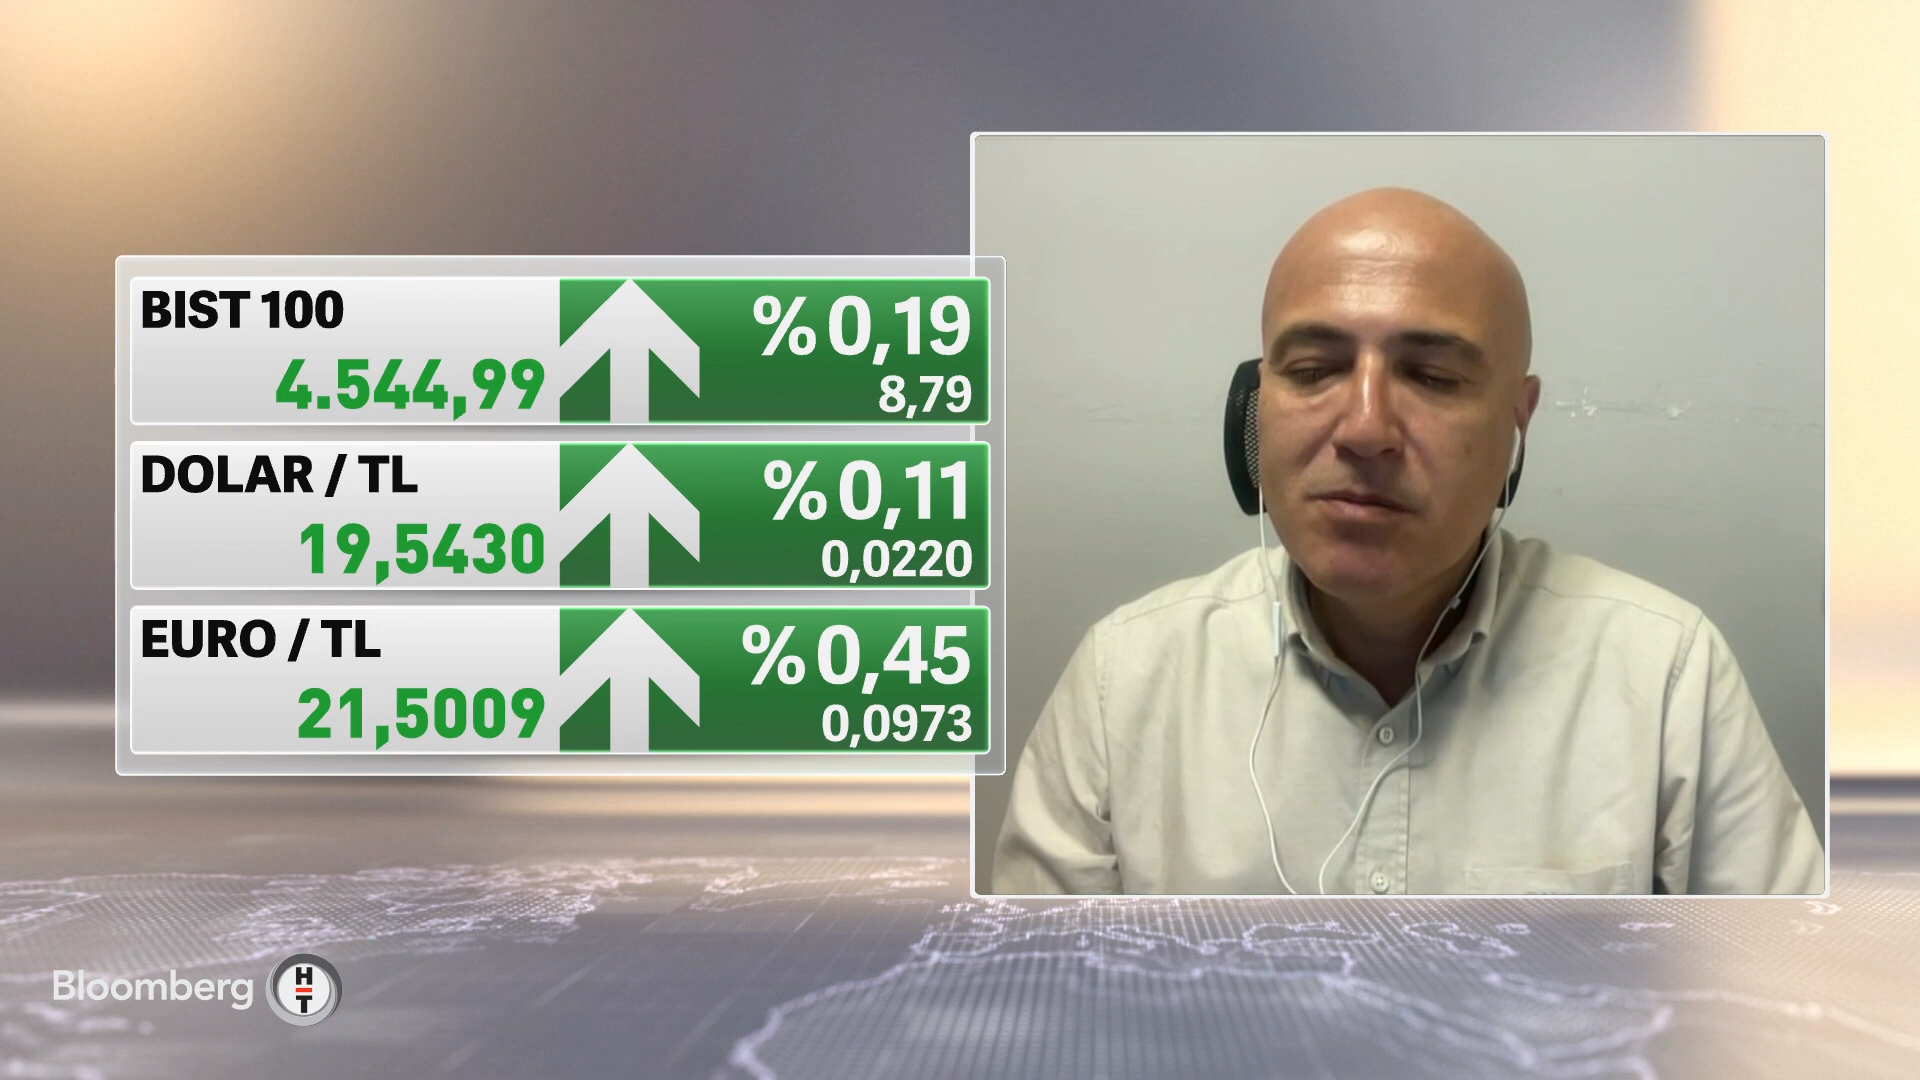 BIST 100
4.544,99
%0,19
8,79
DOLAR / TL
19,5430
%0,11
0,0220
EURO / TL
21,5009
%0,45
0,0973
Bloomberg HT